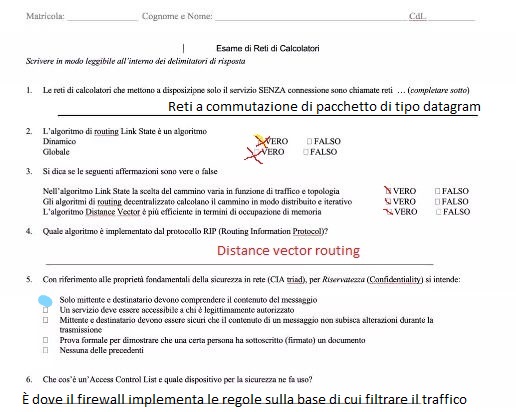 Matricola: Cognome e Nome: CdL
Esame di Reti di Calcolatori
Scrivere in modo leggibile all'interno dei delimitatori di risposta
1. Le reti di calcolatori che mettono a disposizione solo il servizio SENZA connessione sono chiamate reti … (completare sotto)
Reti a commutazione di pacchetto di tipo datagram
2. L'algoritmo di routing Link State è un algoritmo
Dinamico VERO □ FALSO
Globale VERO □ FALSO
3. Si dica se le seguenti affermazioni sono vere o false
Nell'algoritmo Link State la scelta del cammino varia in funzione di traffico e topologia □ VERO □ FALSO
Gli algoritmi di routing decentralizzato calcolano il cammino in modo distribuito e iterativo □ VERO □ FALSO
L'algoritmo Distance Vector è più efficiente in termini di occupazione di memoria □ VERO □ FALSO
4. Quale algoritmo è implementato dal protocollo RIP (Routing Information Protocol)?
Distance vector routing
5. Con riferimento alle proprietà fondamentali della sicurezza in rete (CIA triad), per Riservatezza (Confidentiality) si intende:
Solo mittente e destinatario devono comprendere il contenuto del messaggio
□ Un servizio deve essere accessibile a chi è legittimamente autorizzato
□ Mittente e destinatario devono essere sicuri che il contenuto di un messaggio non subisca alterazioni durante la
trasmissione
□ Prova formale per dimostrare che una certa persona ha sottoscritto (firmato) un documento
□ Nessuna delle precedenti
6. Che cos'è un'Access Control List e quale dispositivo per la sicurezza ne fa uso?
È dove il firewall implementa le regole sulla base di cui filtrare il traffico